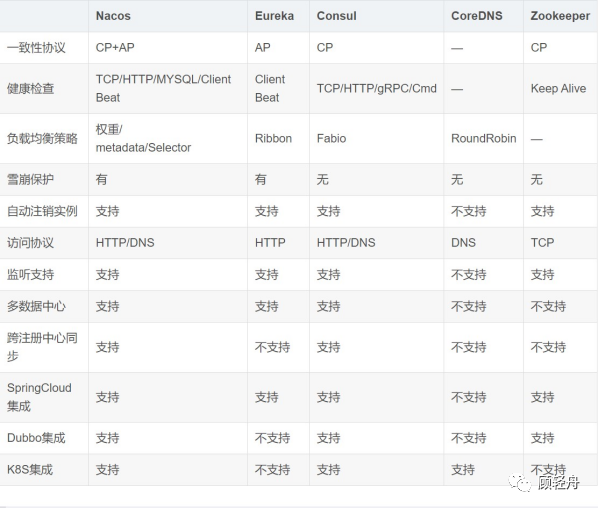 Nacos Eureka Consul CoreDNS Zookeeper
一致性协议 CP+AP AP CP — CP
健康检查 TCP/HTTP/MYSQL/Client Beat Client Beat TCP/HTTP/gRPC/Cmd — Keep Alive
负载均衡策略 权重/metadata/Selector Ribbon Fabio RoundRobin —
雪崩保护 有 有 无 无 无
自动注销实例 支持 支持 支持 不支持 支持
访问协议 HTTP/DNS HTTP HTTP/DNS DNS TCP
监听支持 支持 支持 支持 不支持 支持
多数据中心 支持 支持 支持 不支持 不支持
跨注册中心同步 支持 不支持 支持 不支持 不支持
SpringCloud集成 支持 支持 支持 不支持 支持
Dubbo集成 支持 不支持 支持 不支持 支持
K8S集成 支持 不支持 支持 支持 不支持
顾轻舟